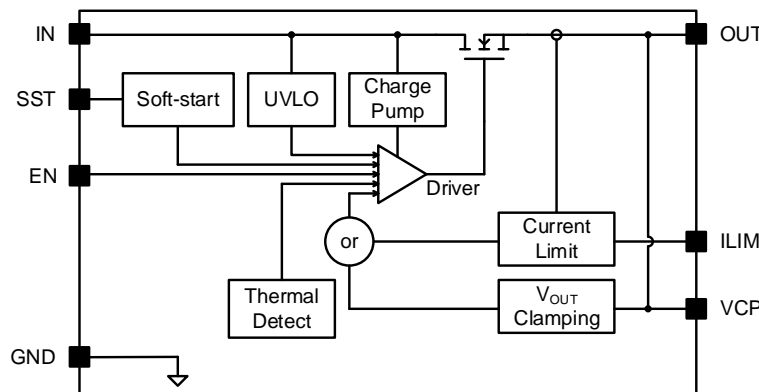 IN
OUT
SST
Soft-start
UVLO
Charge
Pump
EN
Driver
or
Current
Limit
ILIM
Thermal
Detect
VOUT
Clamping
VCP
GND